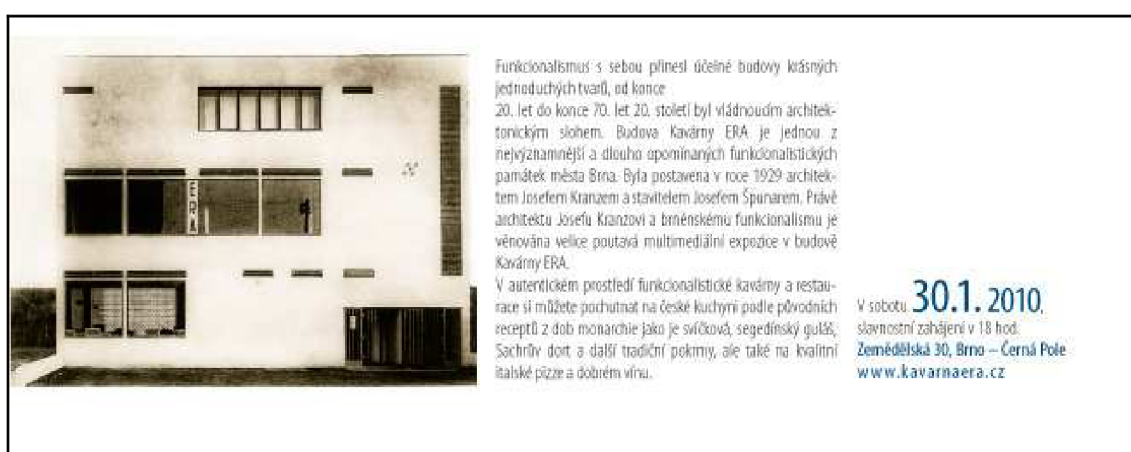 ERA
Funkcionalismus s sebou přinesl účelné budovy krásných
jednoduchých tvarů, od konce
20. let do konce 70. let 20. století byl vládnoucím architek-
tonickým slohem. Budova Kavárny ERA je jednou z
nejvýznamnější a dlouho opomínaných funkcionalistických
památek města Brna. Byla postavena v roce 1929 architek-
tem Josefem Kranzem a stavitelem Josefem Špunarem. Právě
architektu Josefu Kranzovi a brněnskému funkcionalismu je
věnována velice poutavá multimediální expozice v budově
Kavárny ERA.
V autentickém prostředí funkcionalistické kavárny a restau-
race si můžete pochutnat na české kuchyni podle původních
receptů z dob monarchie jako je svíčková, segedínský guláš,
Sachrův dort a další tradiční pokrmy, ale také na kvalitní
italské pizze a dobrém vínu.
V sobotu 30.1. 2010,
slavnostní zahájení v 18 hod.
Zemědělská 30, Brno – Černá Pole
www.kavarnaera.cz